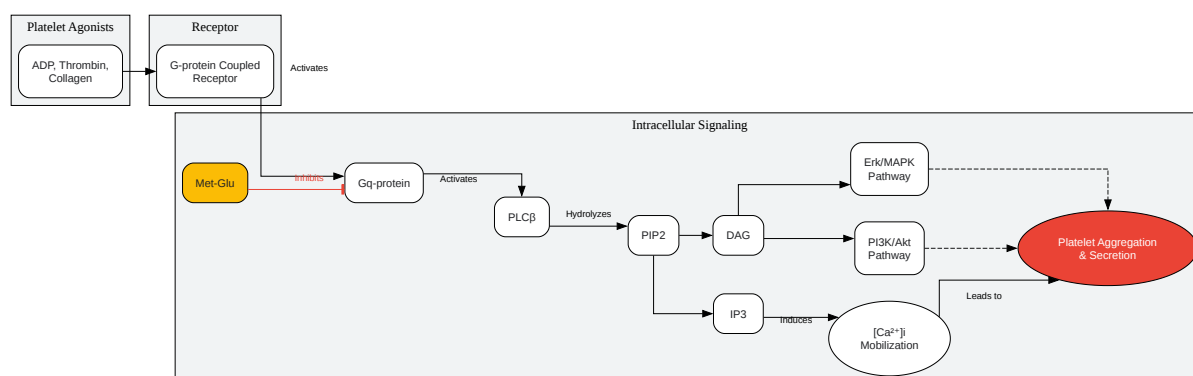 Platelet Agonists
Receptor
ADP, Thrombin,
Collagen
G-protein Coupled
Receptor
Activates
Intracellular Signaling
Met-Glu
Inhibits
Gq-protein
Activates
PLCβ
Hydrolyzes
PIP2
DAG
Erk/MAPK
Pathway
PI3K/Akt
Pathway
Platelet Aggregation
& Secretion
IP3
Induces
[Ca²⁺]i
Mobilization
Leads to